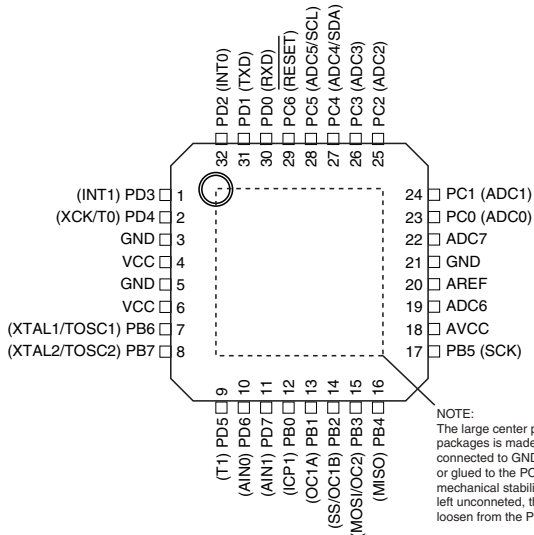 32 PD2 (INT0)
31 PD1 (TXD)
30 PD0 (RXD)
29 PC6 (RESET)
28 PC5 (ADC5/SCL)
27 PC4 (ADC4/SDA)
26 PC3 (ADC3)
25 PC2 (ADC2)
(INT1) PD3 1
(XCK/T0) PD4 2
GND 3
VCC 4
GND 5
VCC 6
(XTAL1/TOSC1) PB6 7
(XTAL2/TOSC2) PB7 8
24 PC1 (ADC1)
23 PC0 (ADC0)
22 ADC7
21 GND
20 AREF
19 ADC6
18 AVCC
17 PB5 (SCK)
(T1) PD5 9
(AIN0) PD6 10
(AIN1) PD7 11
(ICP1) PB0 12
(OC1A) PB1 13
(SS/OC1B) PB2 14
(MOSI/OC2) PB3 15
(MISO) PB4 16
NOTE:
The large center
packages is made
connected to GND
or glued to the PC
mechanical stabili
left unconneted, th
loosen from the P